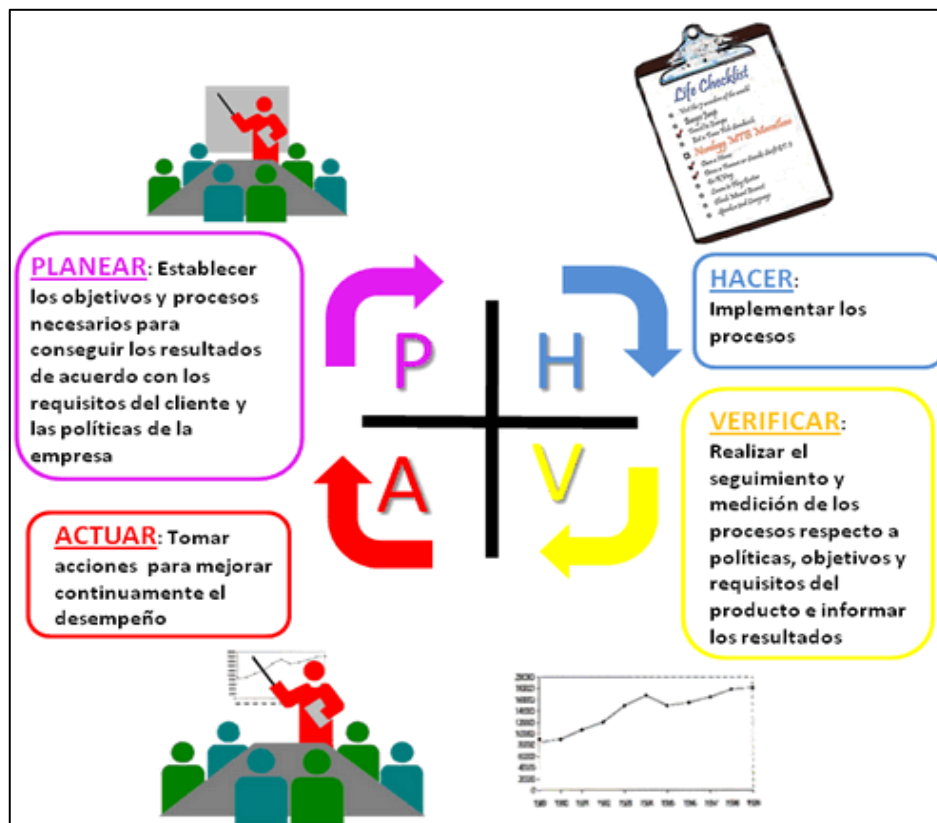 Life Checklist
PLANEAR: Establecer
los objetivos y procesos
necesarios para
conseguir los resultados
de acuerdo con los
requisitos del cliente y
las políticas de la
empresa
P
H
HACER:
Implementar los
procesos
A
V
VERIFICAR:
Realizar el
seguimiento y
medición de los
procesos respecto a
políticas, objetivos y
requisitos del
producto e informar
los resultados
ACTUAR: Tomar
acciones para mejorar
continuamente el
desempeño